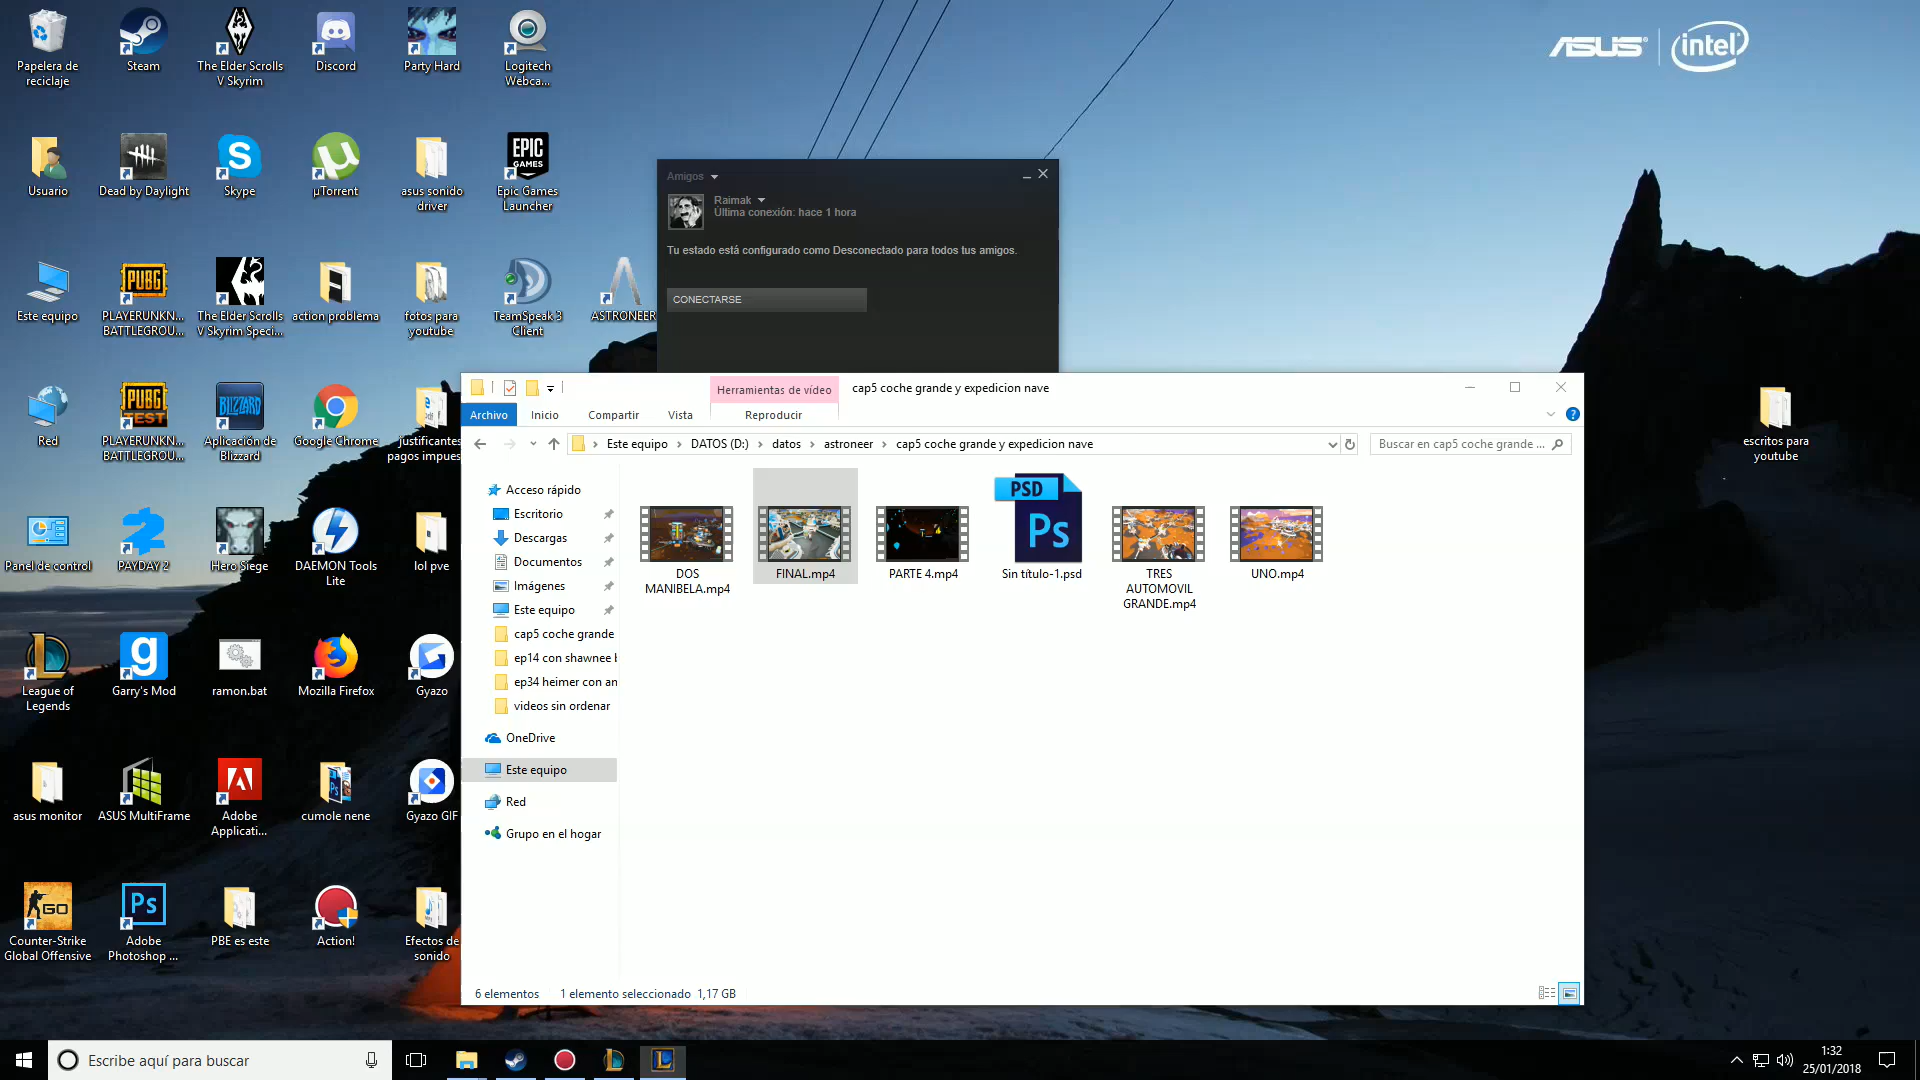 Papelera de
reciclaje
Steam
The Elder Scrolls
V Skyrim
Discord
Party Hard
Logitech
Webca...
ASUS
intel
Usuario
Dead by Daylight
Skype
µTorrent
asus sonido
driver
EPIC
GAMES
Epic Games
Launcher
Amigos
Raimak
Última conexión: hace 1 hora
Tu estado está configurado como Desconectado para todos tus amigos.
CONECTARSE
Este equipo
PUBG
PLAYERUNKN...
BATTLEGROU...
The Elder Scrolls
V Skyrim Speci...
action problema
fotos para
youtube
TeamSpeak 3
Client
ASTRONEER
Red
PUBG
TEST
PLAYERUNKN...
BATTLEGROU...
BLIZZARD
Aplicación de
Blizzard
Google Chrome
justificantes
pagos impues
Herramientas de vídeo
cap5 coche grande y expedicion nave
Archivo
Inicio
Compartir
Vista
Reproducir
Este equipo
DATOS (D:)
datos
astroneer
cap5 coche grande y expedicion nave
Buscar en cap5 coche grande ...
escritos para
youtube
Acceso rápido
Escritorio
Descargas
Documentos
Imágenes
Este equipo
cap5 coche grande
ep14 con shawnee b
ep34 heimer con an
videos sin ordenar
OneDrive
Este equipo
Red
Grupo en el hogar
DOS
MANIBELA.mp4
FINAL.mp4
PARTE 4.mp4
PSD
Ps
Sin título-1.psd
TRES
AUTOMOVIL
GRANDE.mp4
UNO.mp4
6 elementos
1 elemento seleccionado 1,17 GB
Panel de control
PAYDAY 2
Hero Siege
DAEMON Tools
Lite
lol pve
League of
Legends
Garry's Mod
ramon.bat
Mozilla Firefox
Gyazo
asus monitor
ASUS MultiFrame
Adobe
Applicati...
cumole nene
Gyazo GIF
GO
Counter-Strike
Global Offensive
Ps
Adobe
Photoshop ...
PBE es este
Action!
Efectos de
sonido
Escribe aquí para buscar
1:32
25/01/2018